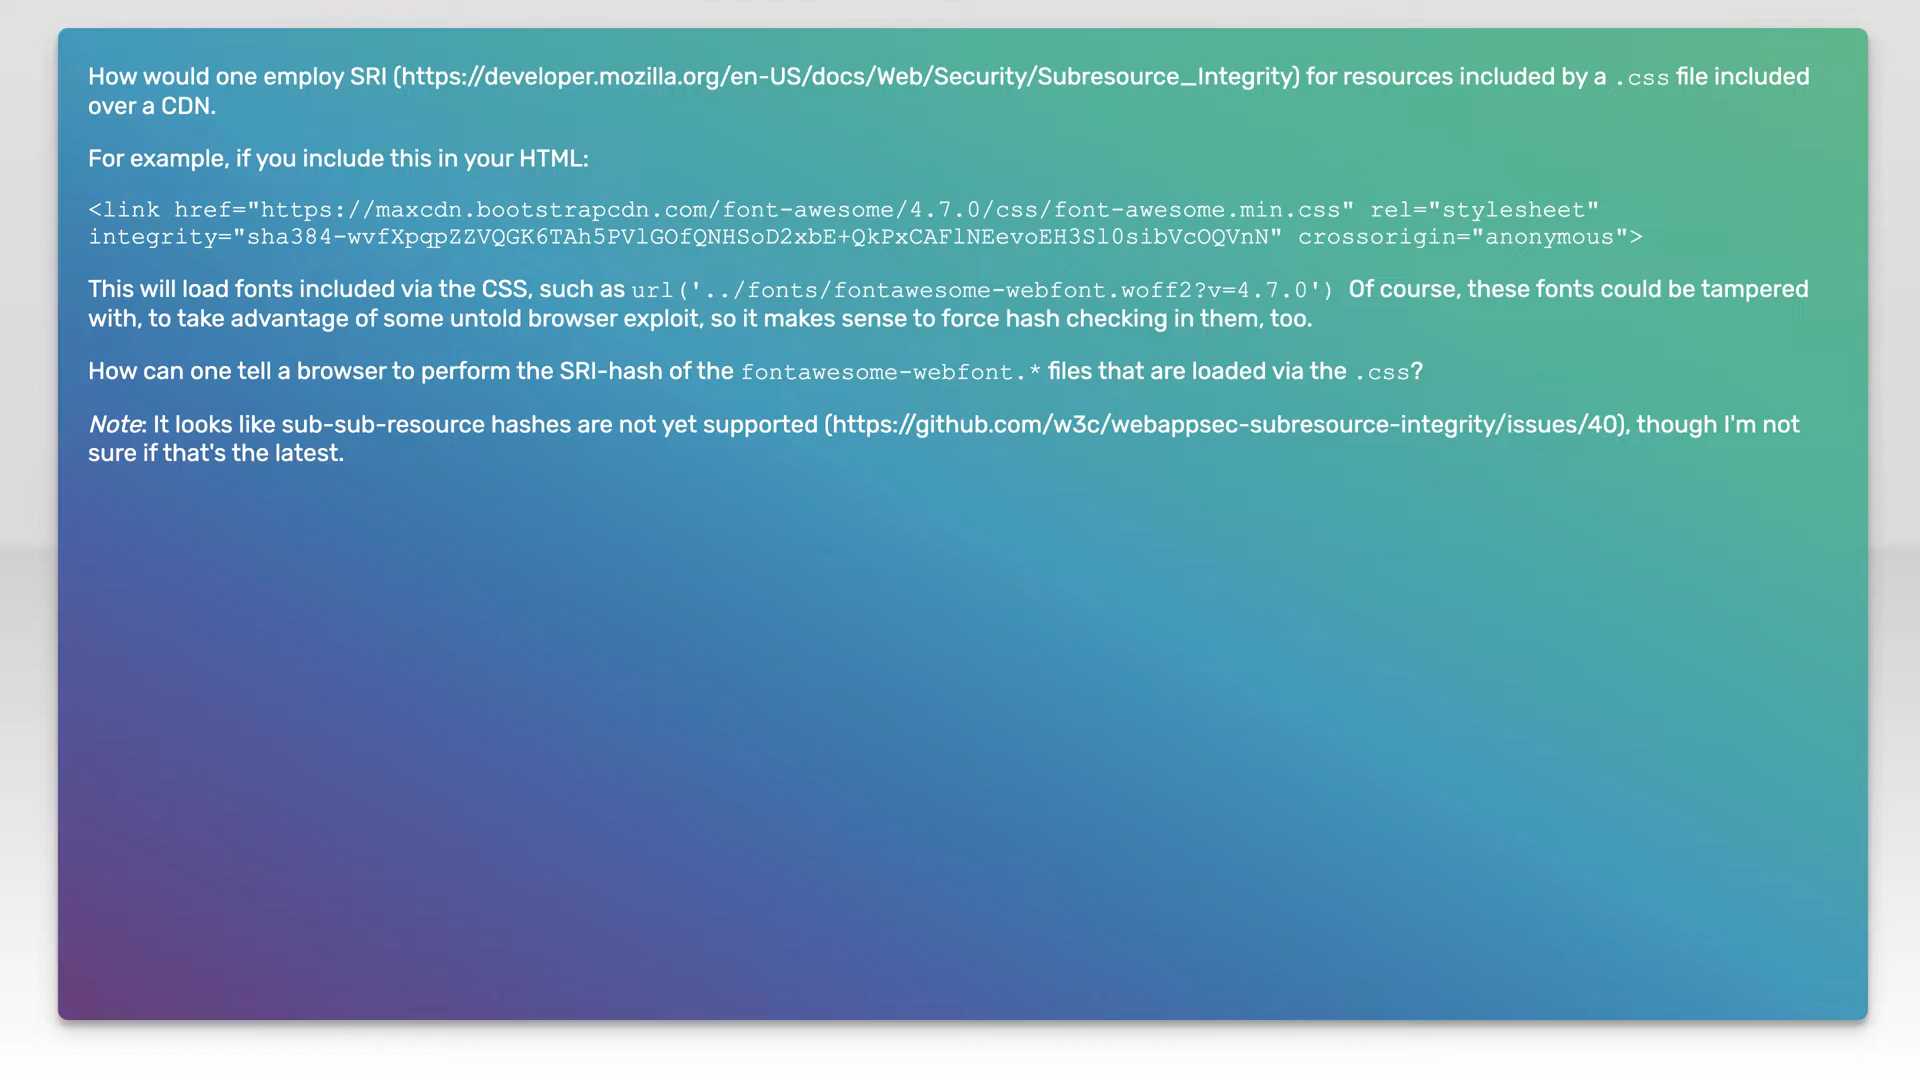 How would one employ SRI (https://developer.mozilla.org/en-US/docs/Web/Security/Subresource_Integrity) for resources included by a .css file included
over a CDN.
For example, if you include this in your HTML:
<link href="https://maxcdn.bootstrapcdn.com/font-awesome/4.7.0/css/font-awesome.min.css" rel="stylesheet"
integrity="sha384-wvfXpqpZZVQGK6TAh5PVlGOfQNHSoD2xbE+QkPxCAFlNEevoEH3Sl0sibVcOQVnN" crossorigin="anonymous">
This will load fonts included via the CSS, such as url('../fonts/fontawesome-webfont.woff2?v=4.7.0') Of course, these fonts could be tampered
with, to take advantage of some untold browser exploit, so it makes sense to force hash checking in them, too.
How can one tell a browser to perform the SRI-hash of the fontawesome-webfont.* files that are loaded via the .css?
Note: It looks like sub-sub-resource hashes are not yet supported (https://github.com/w3c/webappsec-subresource-integrity/issues/40), though I'm not
sure if that's the latest.